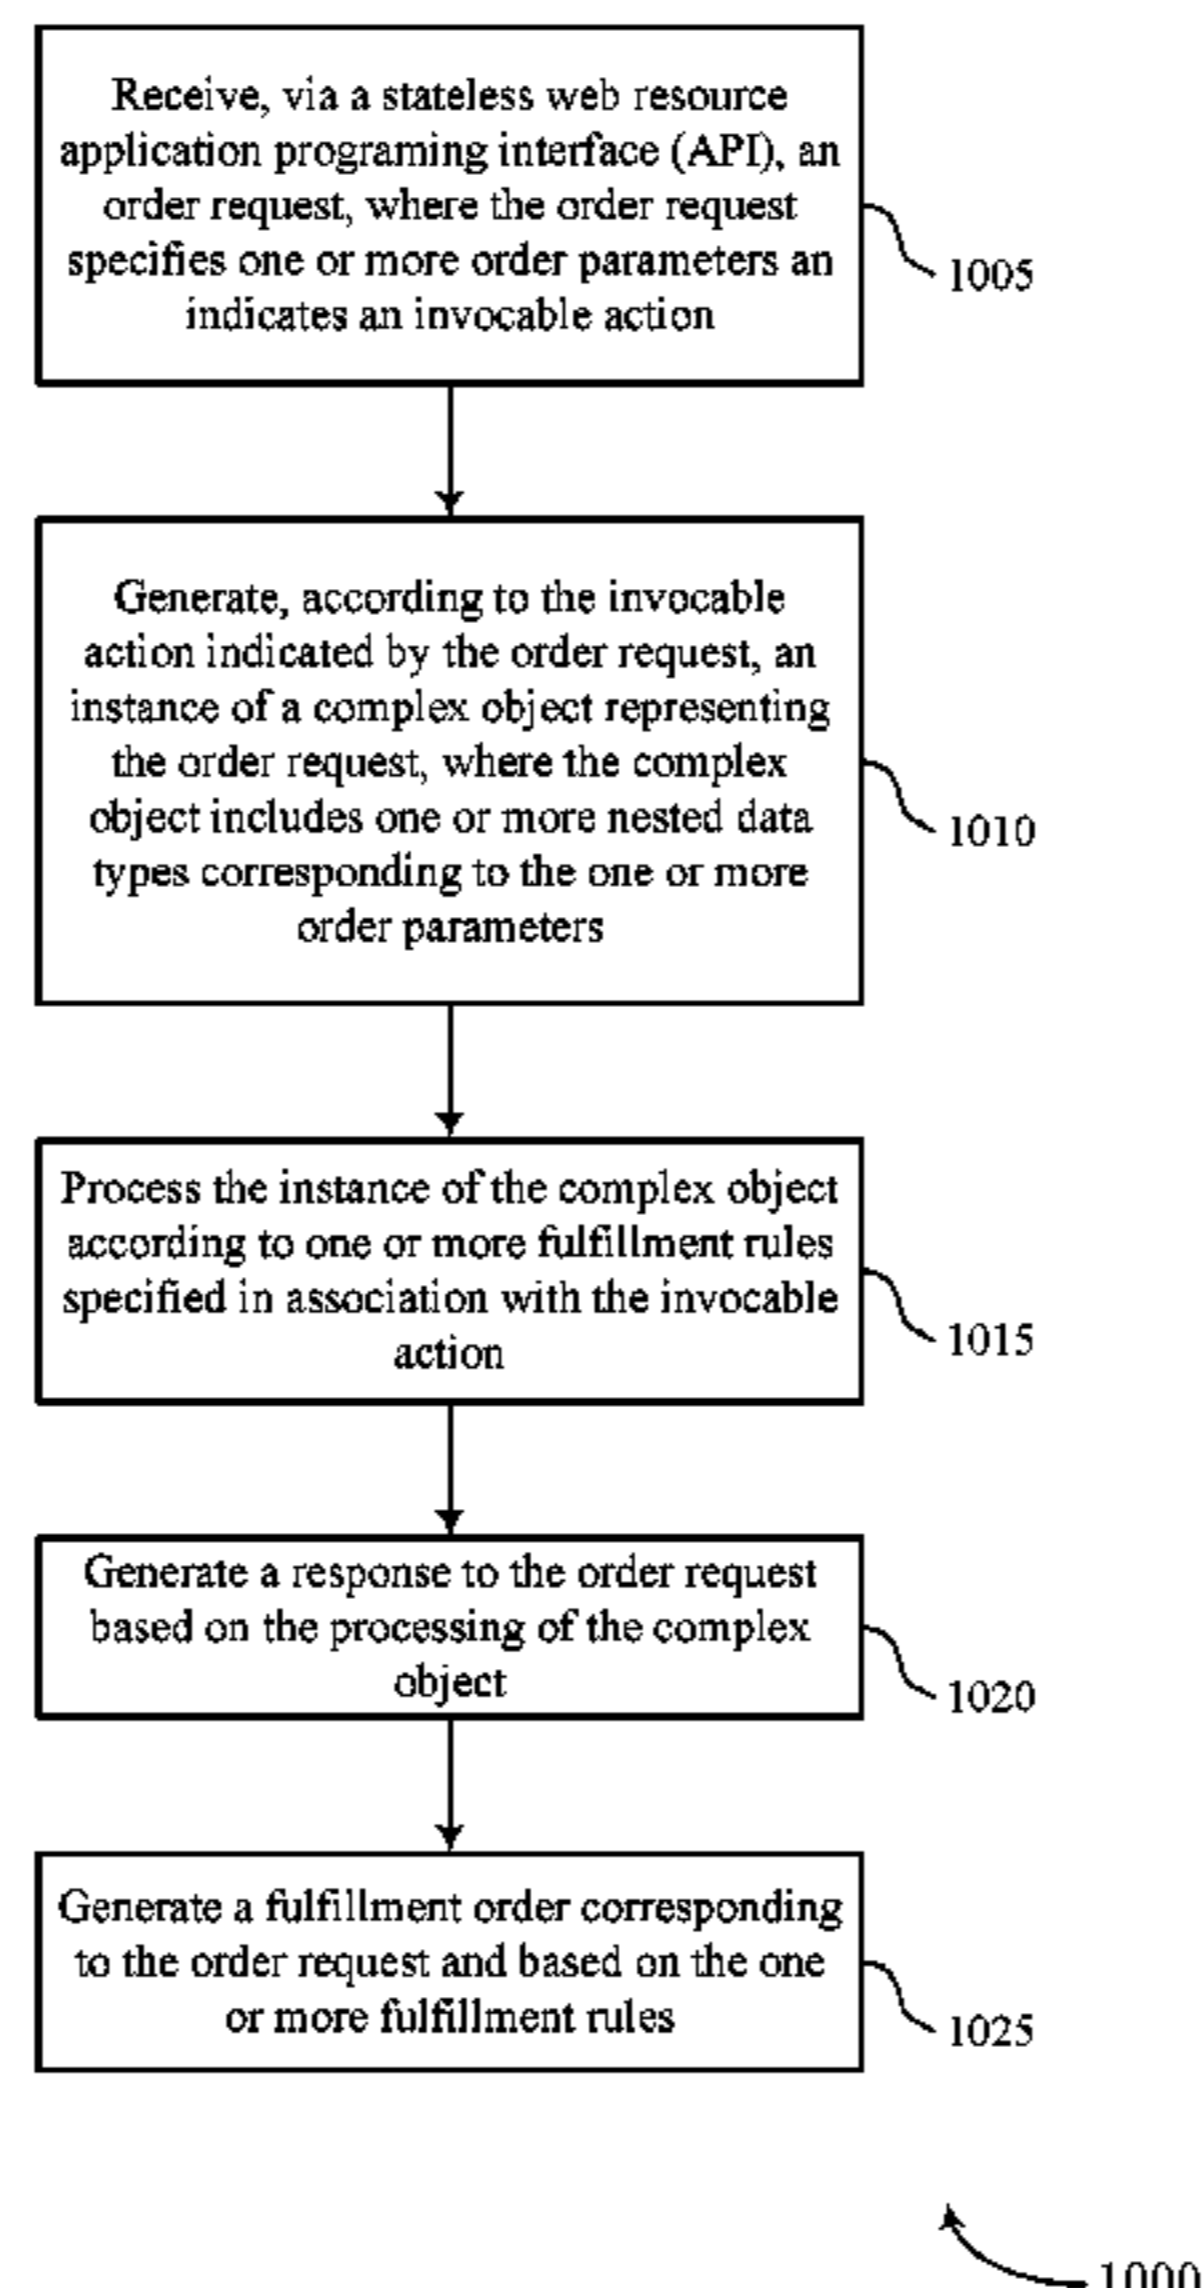 Receive, via a stateless web resource
application programing interface (API), an
order request, where the order request
specifies one or more order parameters an
indicates an invocable action
1005
Generate, according to the invocable
action indicated by the order request, an
instance of a complex object representing
the order request, where the complex
object includes one or more nested data
types corresponding to the one or more
order parameters
1010
Process the instance of the complex object
according to one or more fulfillment rules
specified in association with the invocable
action
1015
Generate a response to the order request
based on the processing of the complex
object
1020
Generate a fulfillment order corresponding
to the order request and based on the one
or more fulfillment rules
1025
1000